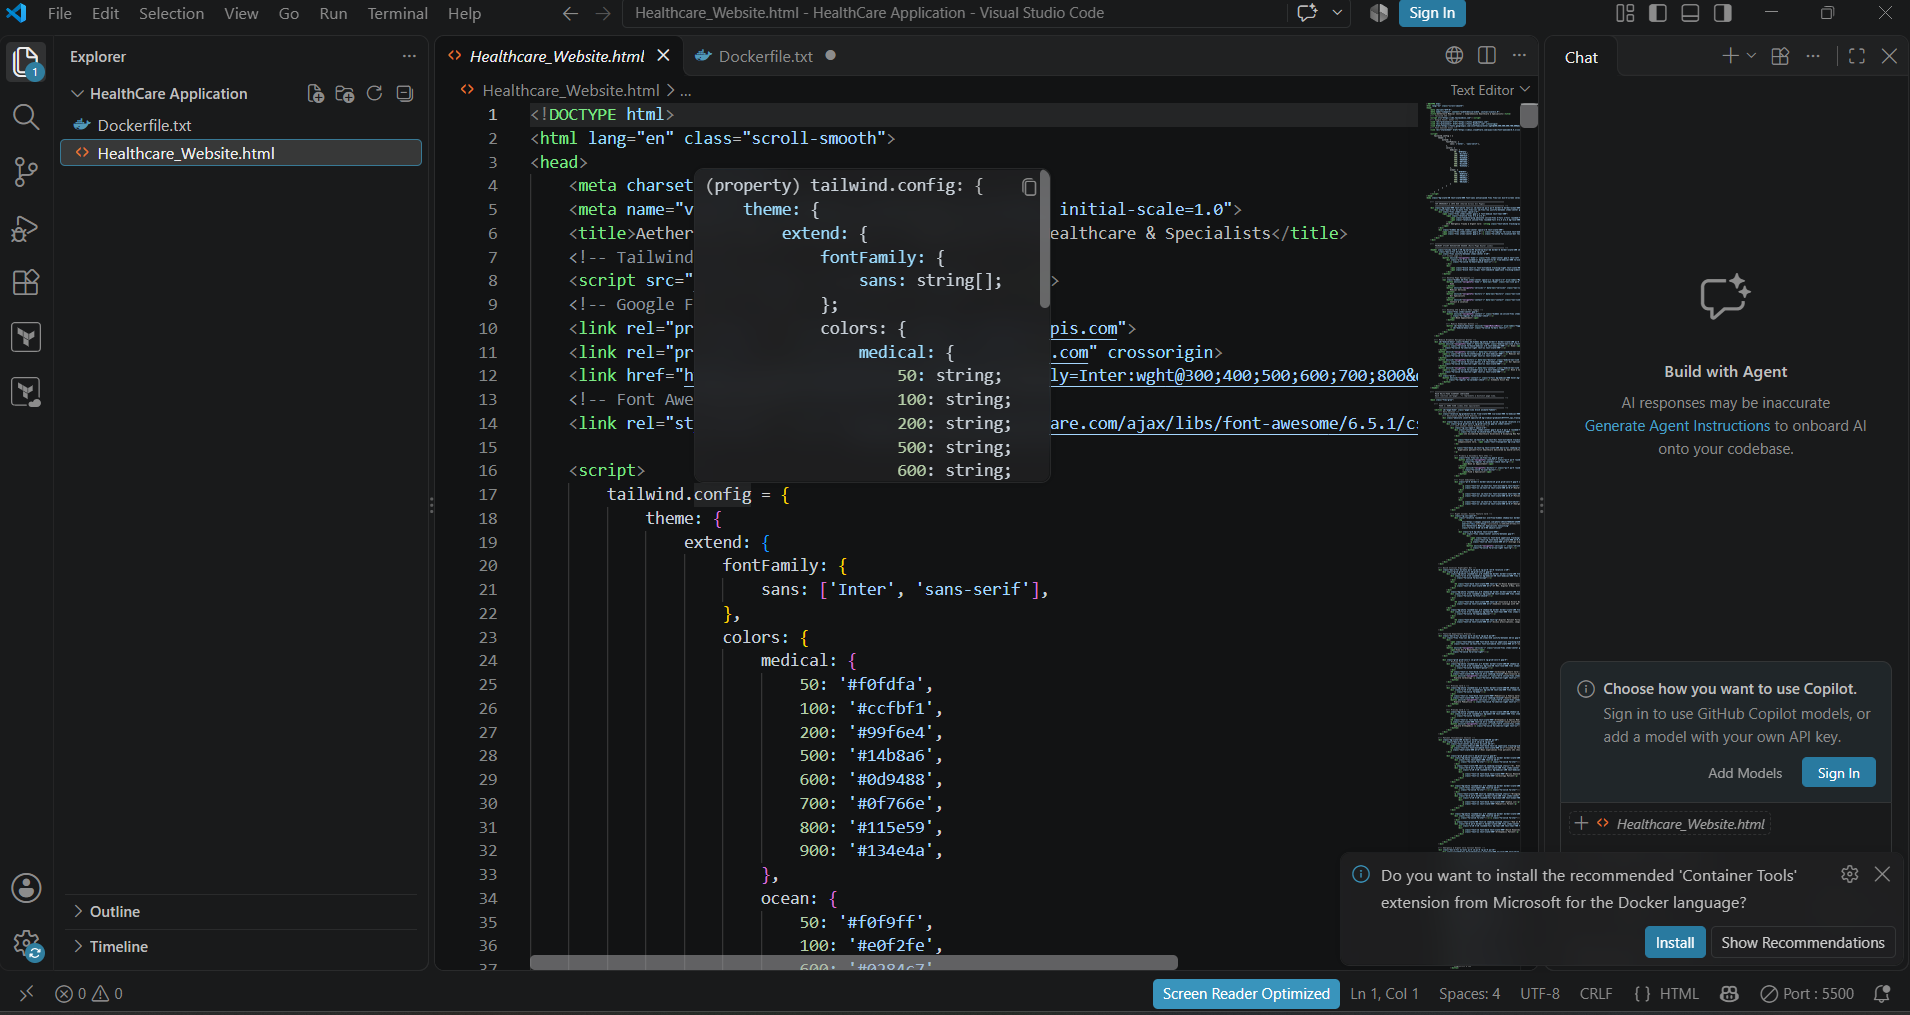 File Edit Selection View Go Run Terminal Help
Healthcare_Website.html - HealthCare Application - Visual Studio Code
Sign In
Explorer
HealthCare Application
Dockerfile.txt
Healthcare_Website.html
Outline
Timeline
Healthcare_Website.html
Dockerfile.txt
Healthcare_Website.html > ...
Text Editor
1 <!DOCTYPE html>
2 <html lang="en" class="scroll-smooth">
3 <head>
4 <meta charset
5 <meta name="v initial-scale=1.0">
6 <title>Aether ealthcare & Specialists</title>
7 <!-- Tailwind
8 <script src=" >
9 <!-- Google F
10 <link rel="pr pis.com">
11 <link rel="pr .com" crossorigin>
12 <link href="h ly=Inter:wght@300;400;500;600;700;800&
13 <!-- Font Awe
14 <link rel="st are.com/ajax/libs/font-awesome/6.5.1/cs
15
16 <script>
17 tailwind.config = {
18 theme: {
19 extend: {
20 fontFamily: {
21 sans: ['Inter', 'sans-serif'],
22 },
23 colors: {
24 medical: {
25 50: '#f0fdfa',
26 100: '#ccfbf1',
27 200: '#99f6e4',
28 500: '#14b8a6',
29 600: '#0d9488',
30 700: '#0f766e',
31 800: '#115e59',
32 900: '#134e4a',
33 },
34 ocean: {
35 50: '#f0f9ff',
36 100: '#e0f2fe',
37 600: '#0284c7'
(property) tailwind.config: {
theme: {
extend: {
fontFamily: {
sans: string[];
};
colors: {
medical: {
50: string;
100: string;
200: string;
500: string;
600: string;
Chat
Build with Agent
AI responses may be inaccurate
Generate Agent Instructions to onboard AI
onto your codebase.
Choose how you want to use Copilot.
Sign in to use GitHub Copilot models, or
add a model with your own API key.
Add Models
Sign In
Healthcare_Website.html
Do you want to install the recommended 'Container Tools'
extension from Microsoft for the Docker language?
Install
Show Recommendations
1
0 0
Screen Reader Optimized
Ln 1, Col 1
Spaces: 4
UTF-8
CRLF
{ } HTML
Port : 5500